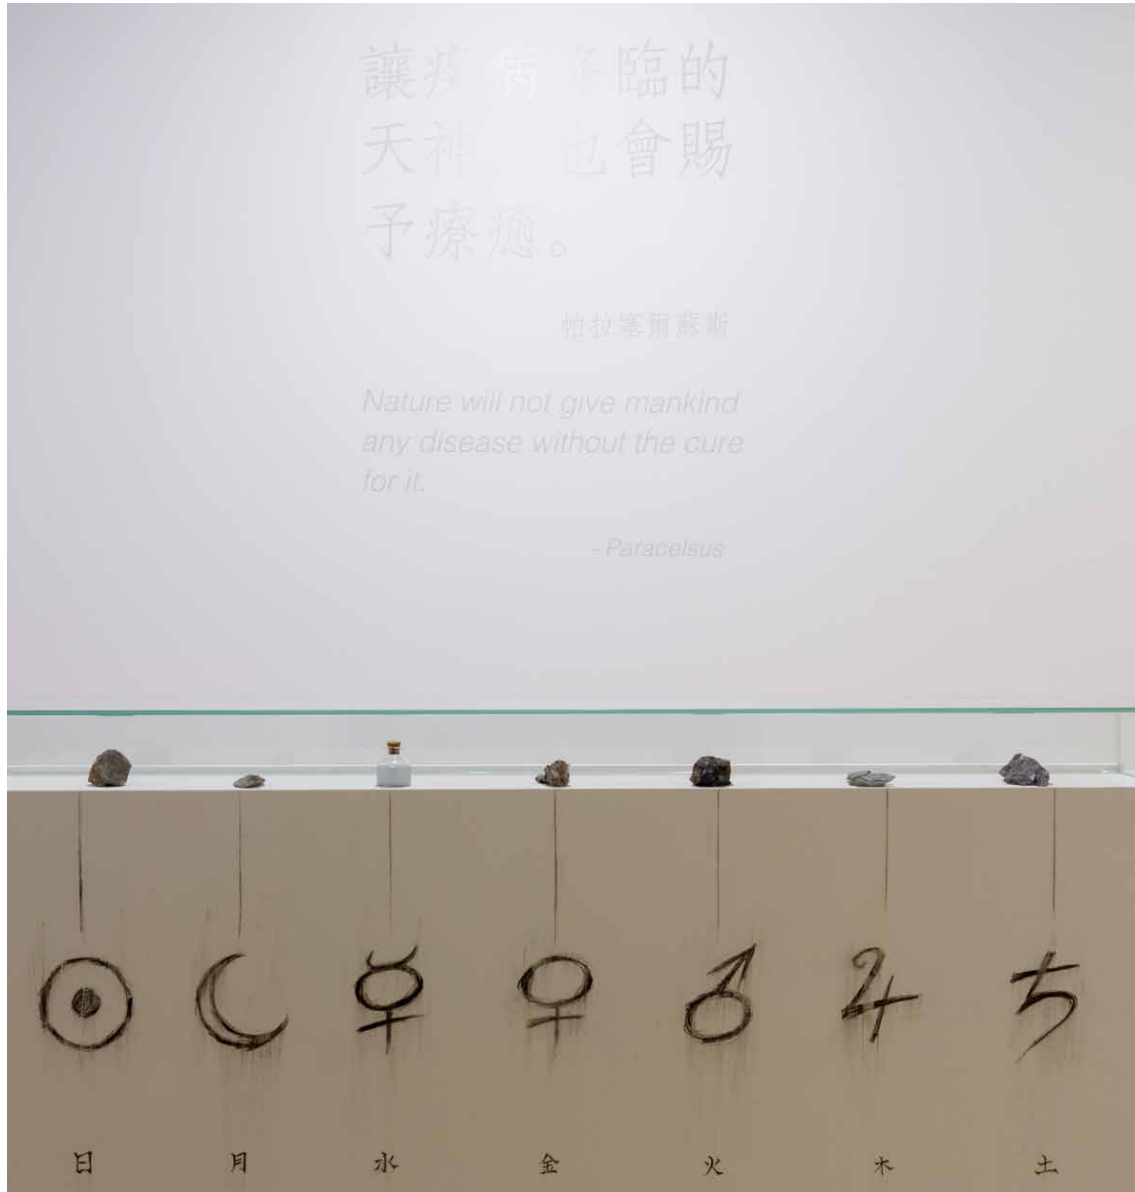 讓疾病降臨的
天神 也會賜
予療癒。
帕拉塞爾蘇斯
Nature will not give mankind
any disease without the cure
for it.
- Paracelsus
日 月 水 金 火 木 土